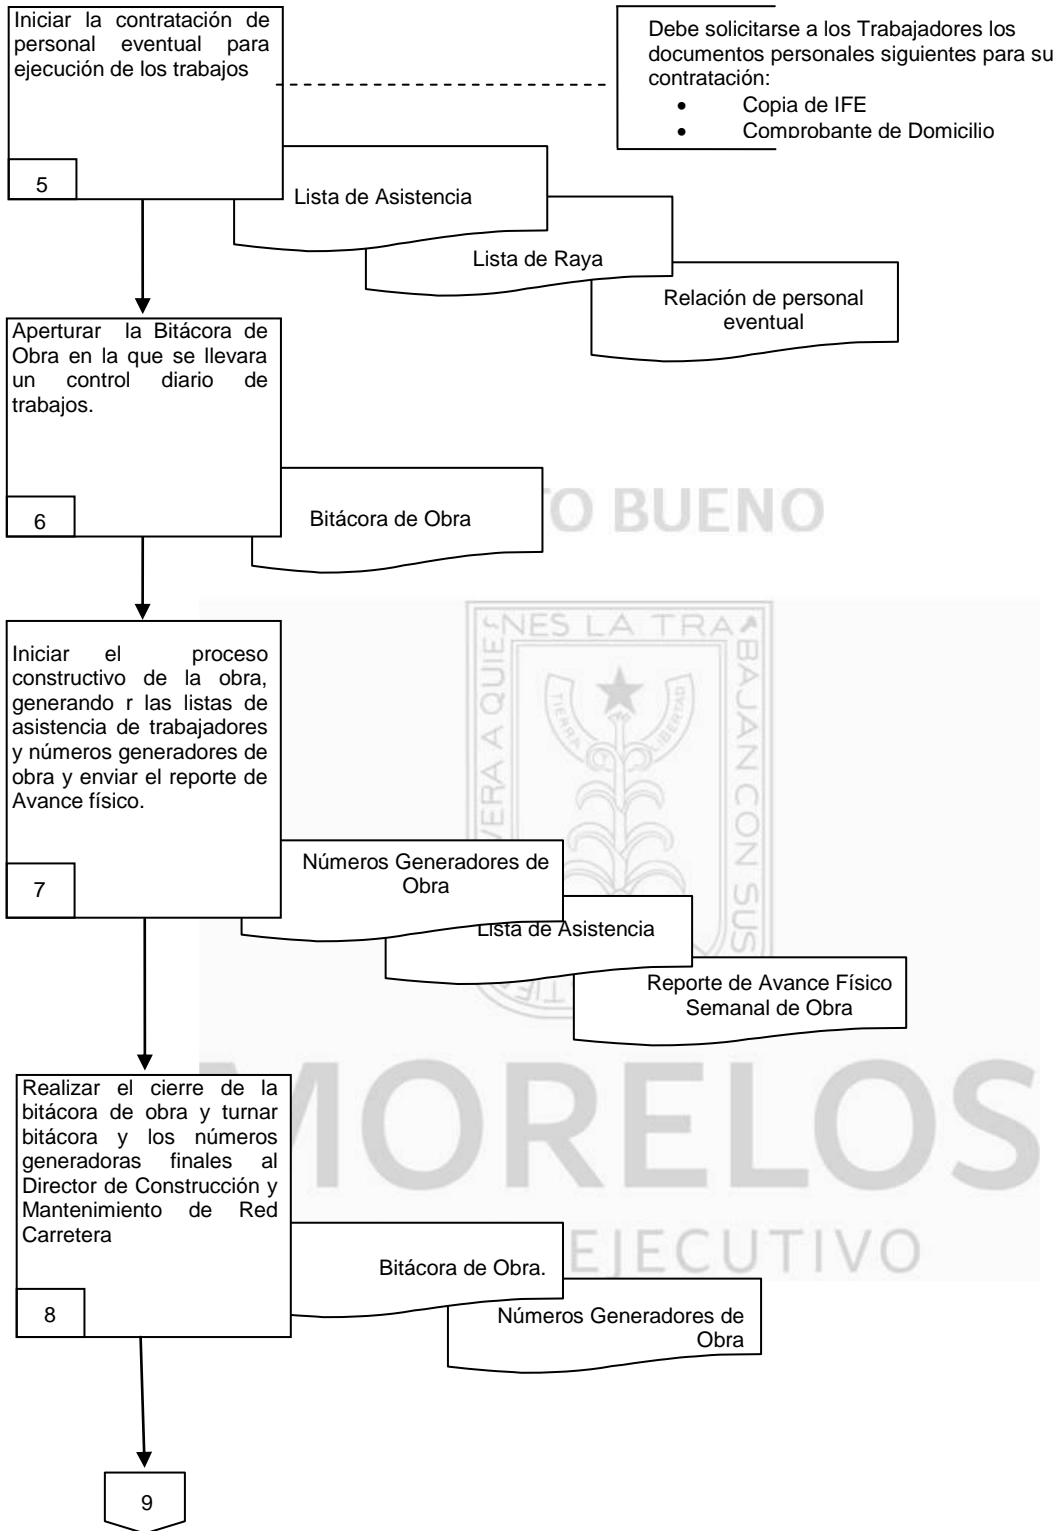 Iniciar la contratación de
personal eventual para
ejecución de los trabajos
5
Debe solicitarse a los Trabajadores los
documentos personales siguientes para su
contratación:
• Copia de IFE
• Comprobante de Domicilio
Lista de Asistencia
Lista de Raya
Relación de personal
eventual
Aperturar la Bitácora de
Obra en la que se llevara
un control diario de
trabajos.
6
Bitácora de Obra
TO BUENO
Iniciar el proceso
constructivo de la obra,
generando r las listas de
asistencia de trabajadores
y números generadores de
obra y enviar el reporte de
Avance físico.
7
Números Generadores de
Obra
Lista de Asistencia
Reporte de Avance Físico
Semanal de Obra
VERA A QUIENES LA TRABAJAN CON SUS
TIERRA
LIBERTAD
MORELOS
EJECUTIVO
Realizar el cierre de la
bitácora de obra y turnar
bitácora y los números
generadoras finales al
Director de Construcción y
Mantenimiento de Red
Carretera
8
Bitácora de Obra.
Números Generadores de
Obra
9